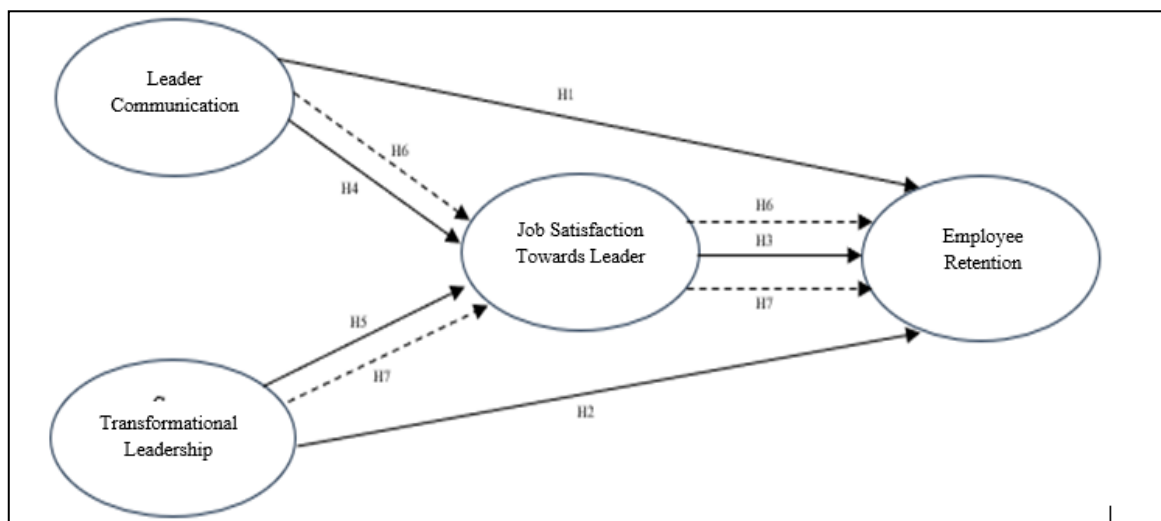 Leader
Communication
H1
H6
H4
Job Satisfaction
Towards Leader
H6
H3
H7
Employee
Retention
H5
H7
Transformational
Leadership
H2